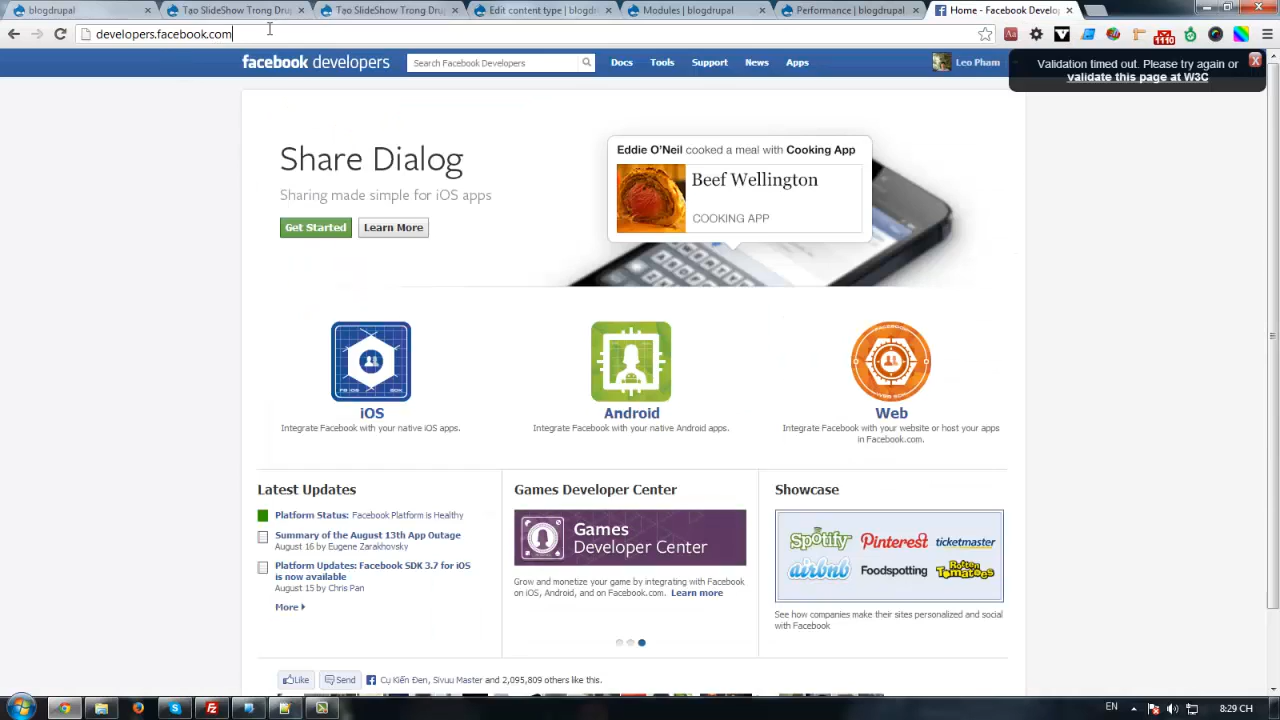 blogdrupal
Tao SlideShow Trong Dru
Tao SlideShow Trong Dru
Edit content type | blogdr
Modules | blogdrupal
Performance | blogdrupal
Home - Facebook Develo
developers.facebook.com
1110
facebook developers
Search Facebook Developers
Docs
Tools
Support
News
Apps
Leo Pham
Validation timed out. Please try again or
validate this page at W3C
Share Dialog
Sharing made simple for iOS apps
Get Started
Learn More
Eddie O'Neil cooked a meal with Cooking App
Beef Wellington
COOKING APP
iOS
Integrate Facebook with your native iOS apps.
Android
Integrate Facebook with your native Android apps.
Web
Integrate Facebook with your website or host your apps
in Facebook.com.
Latest Updates
Platform Status: Facebook Platform is Healthy
Summary of the August 13th App Outage
August 16 by Eugene Zarakhovsky
Platform Updates: Facebook SDK 3.7 for iOS
is now available
August 15 by Chris Pan
More
Games Developer Center
Games
Developer Center
Grow and monetize your game by integrating with Facebook
on iOS, Android, and on Facebook.com. Learn more
Showcase
Spotify
Pinterest
ticketmaster
airbnb
Foodspotting
Rotten
Tomatoes
See how companies make their sites personalized and social
with Facebook
Like
Send
Cụ Kiến Đen, Sivuu Master and 2,095,809 others like this.
EN
8:29 CH